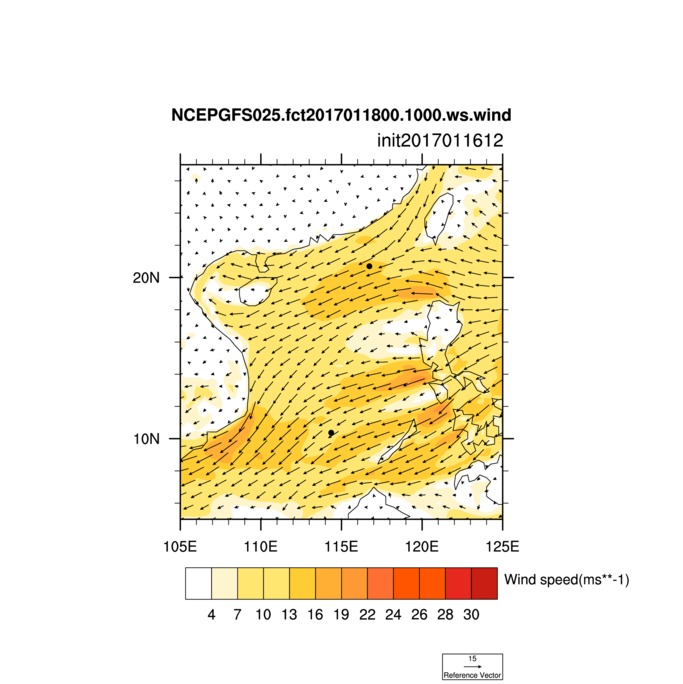 NCEPGFS025.fct2017011800.1000.ws.wind
init2017011612
20N
10N
105E 110E 115E 120E 125E
Wind speed(ms**-1)
4 7 10 13 16 19 22 24 26 28 30
15
Reference Vector